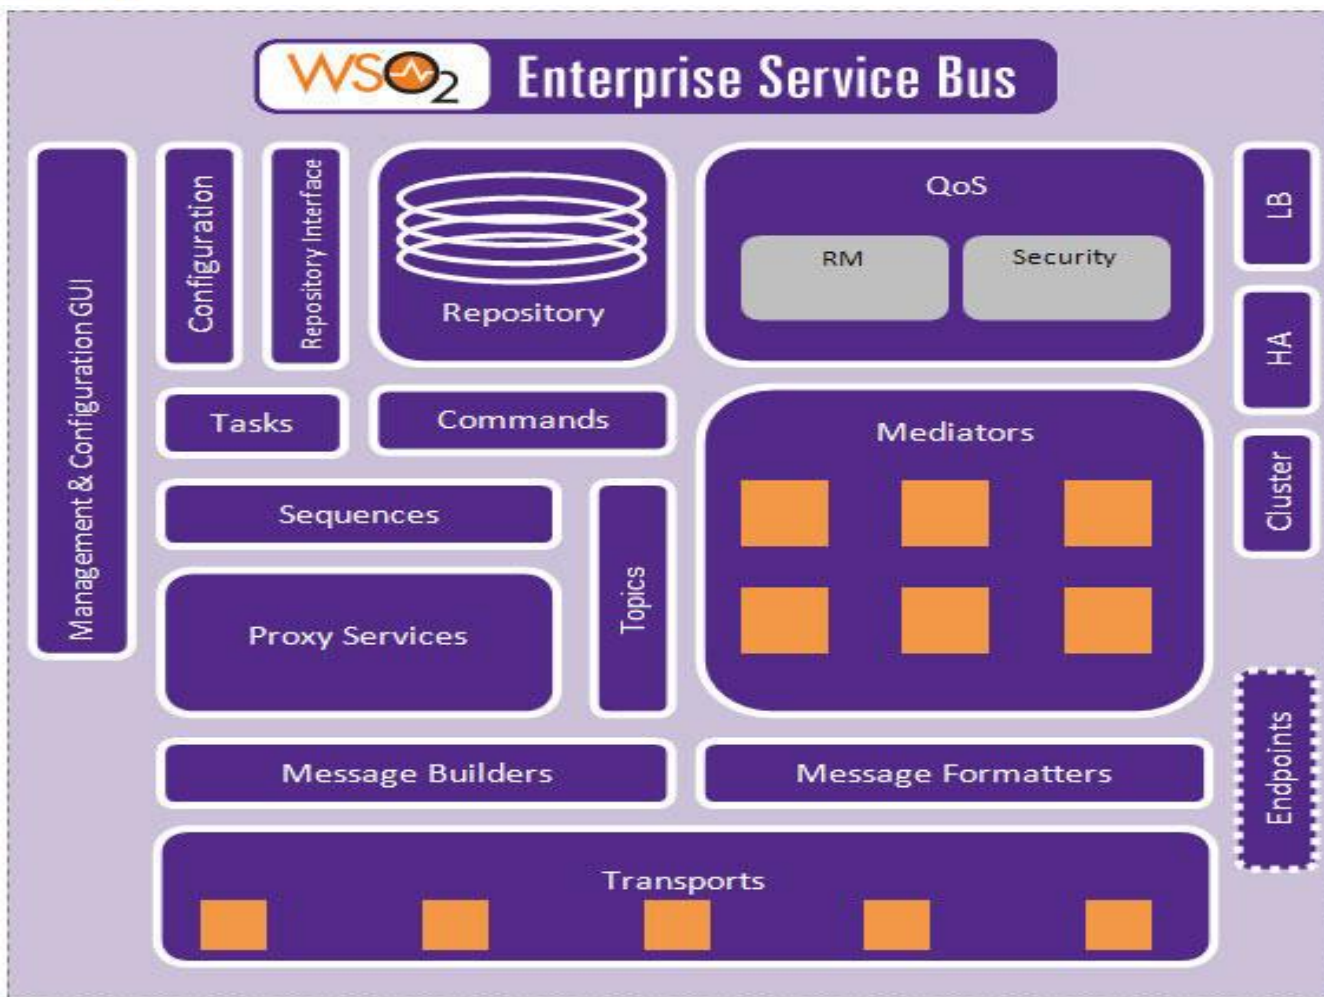 WSO2 Enterprise Service Bus
Management & Configuration GUI
Configuration
Repository Interface
Repository
QoS
RM
Security
LB
HA
Cluster
Tasks
Commands
Mediators
Sequences
Topics
Proxy Services
Message Builders
Message Formatters
Endpoints
Transports